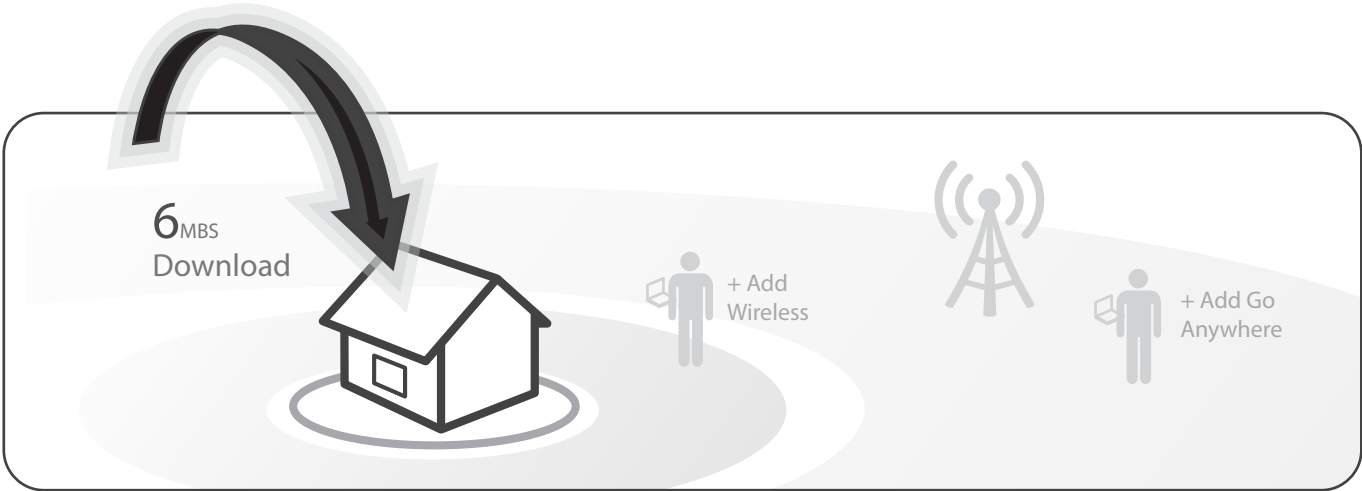 6MBS
Download
+ Add
Wireless
+ Add Go
Anywhere